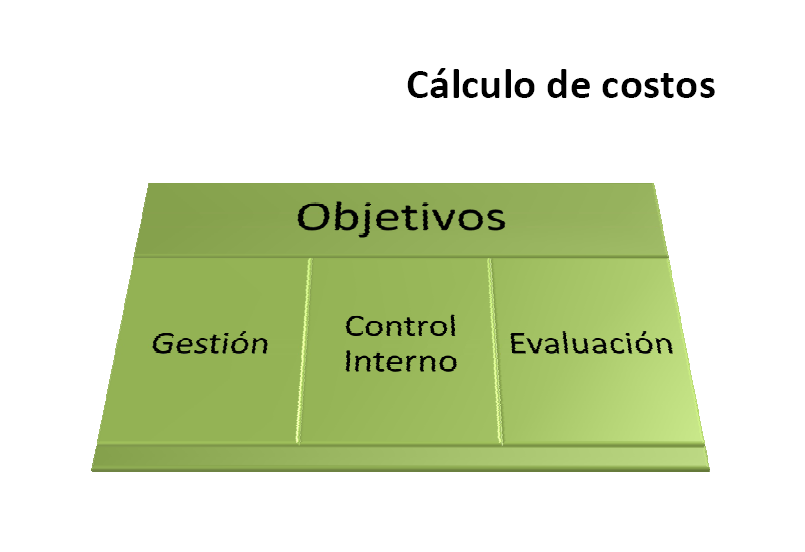 Cálculo de costos
Objetivos
Gestión
Control
Interno
Evaluación